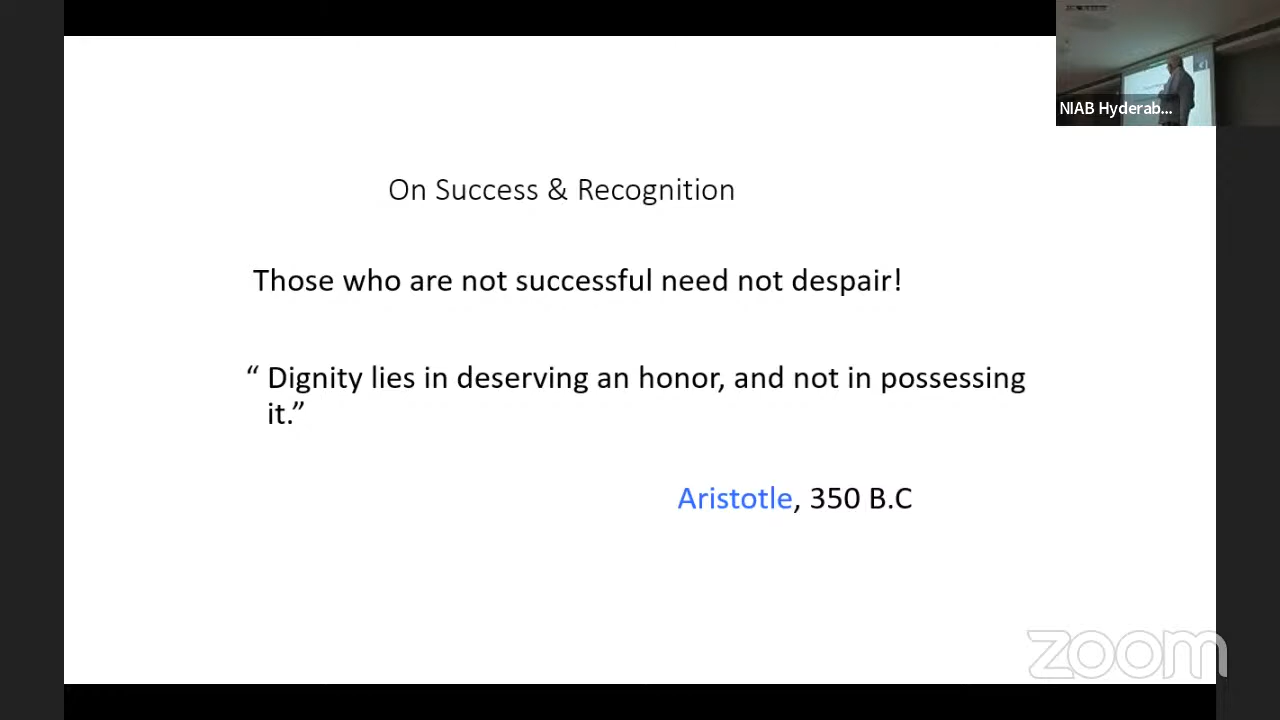 NIAB Hyderab...
On Success & Recognition
Those who are not successful need not despair!
“ Dignity lies in deserving an honor, and not in possessing
it.”
Aristotle, 350 B.C
zoom